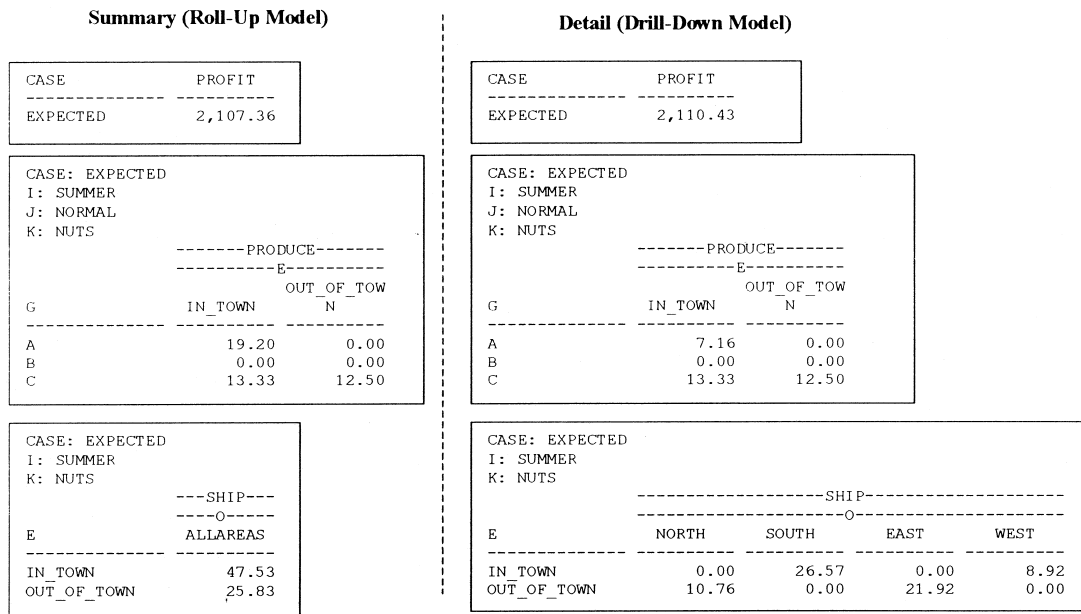 Summary (Roll-Up Model)
CASE PROFIT
-------------- ----------
EXPECTED 2,107.36
CASE: EXPECTED
I: SUMMER
J: NORMAL
K: NUTS
-------PRODUCE-------
----------E----------
OUT_OF_TOW
G IN_TOWN N
-------------- ---------- ----------
A 19.20 0.00
B 0.00 0.00
C 13.33 12.50
CASE: EXPECTED
I: SUMMER
K: NUTS
---SHIP---
----O-----
E ALLAREAS
-------------- ----------
IN_TOWN 47.53
OUT_OF_TOWN 25.83
Detail (Drill-Down Model)
CASE PROFIT
-------------- ----------
EXPECTED 2,110.43
CASE: EXPECTED
I: SUMMER
J: NORMAL
K: NUTS
-------PRODUCE-------
----------E----------
OUT_OF_TOW
G IN_TOWN N
-------------- ---------- ----------
A 7.16 0.00
B 0.00 0.00
C 13.33 12.50
CASE: EXPECTED
I: SUMMER
K: NUTS
-------------------SHIP--------------------
---------------------O---------------------
E NORTH SOUTH EAST WEST
-------------- ---------- ---------- ---------- ----------
IN_TOWN 0.00 26.57 0.00 8.92
OUT_OF_TOWN 10.76 0.00 21.92 0.00